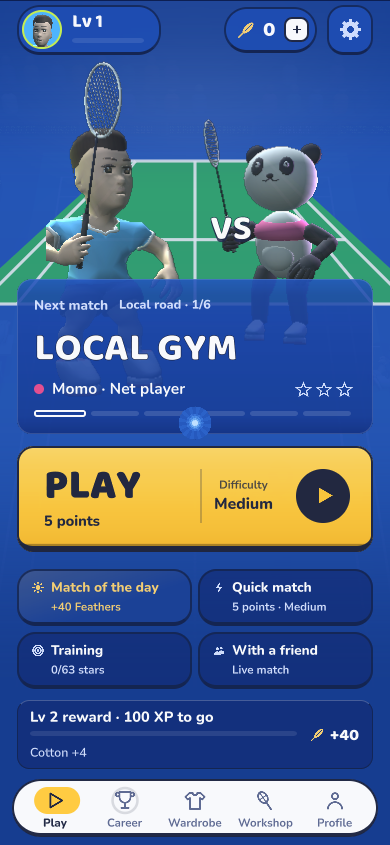 Lv 1
0
+
VS
Next match Local road · 1/6
LOCAL GYM
Momo · Net player
PLAY
5 points
Difficulty
Medium
Match of the day
+40 Feathers
Quick match
5 points · Medium
Training
0/63 stars
With a friend
Live match
Lv 2 reward · 100 XP to go
+40
Cotton +4
Play
Career
Wardrobe
Workshop
Profile